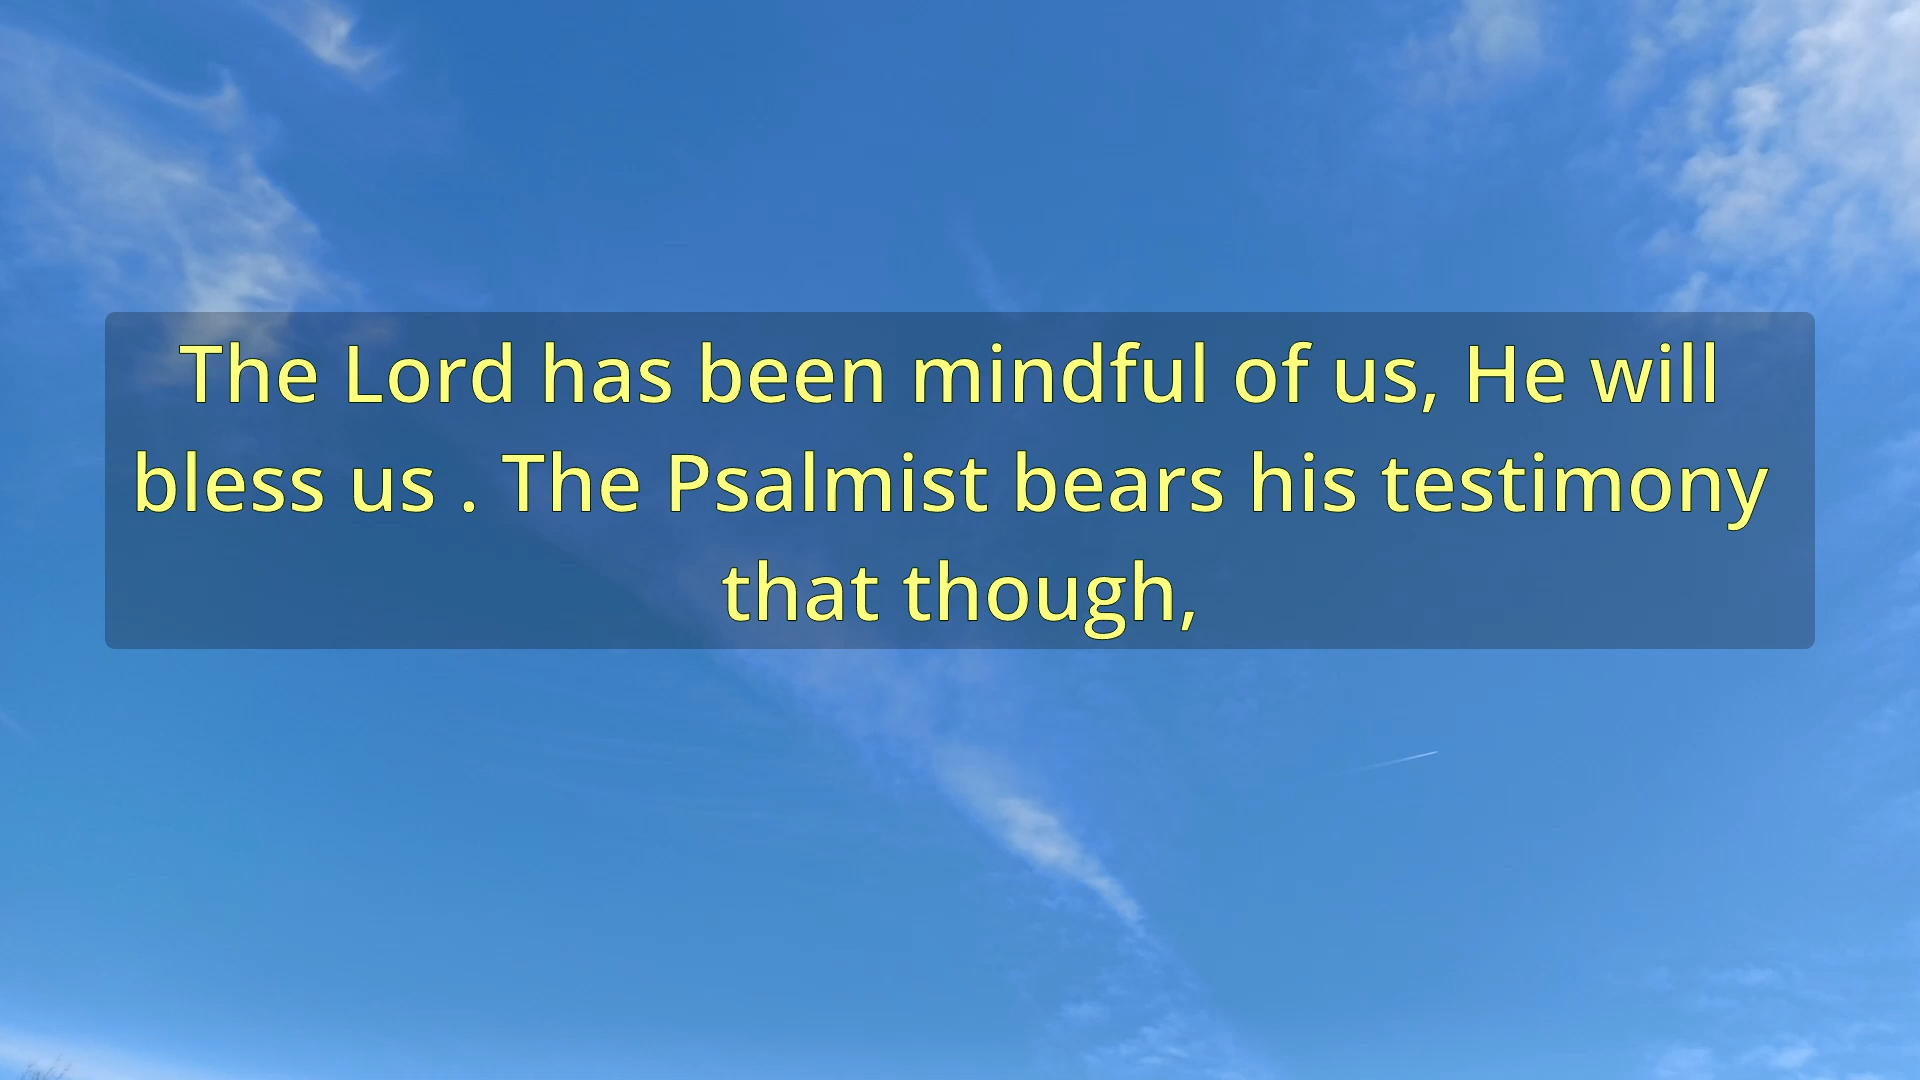 The Lord has been mindful of us, He will
bless us . The Psalmist bears his testimony
that though,